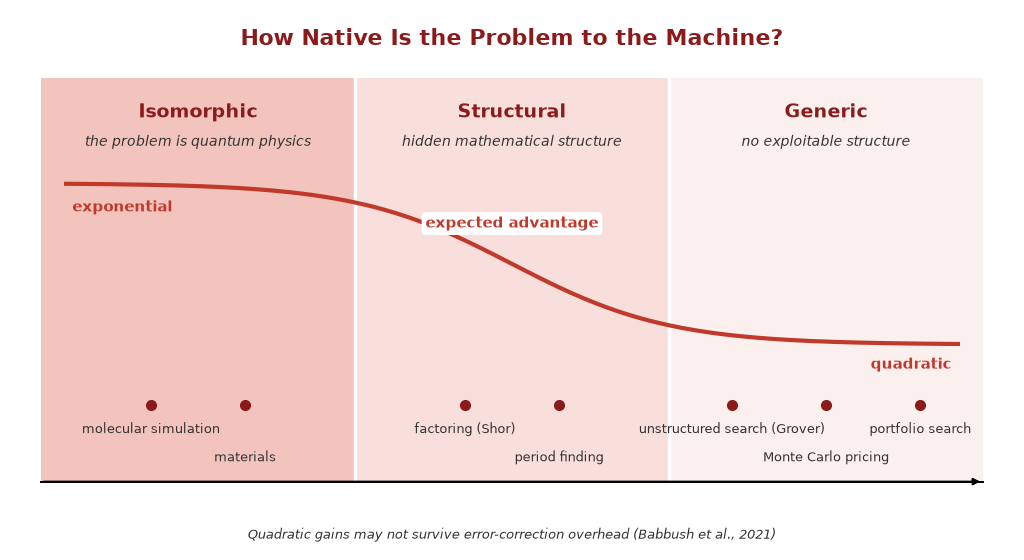 How Native Is the Problem to the Machine?
Isomorphic
the problem is quantum physics
Structural
hidden mathematical structure
Generic
no exploitable structure
exponential
expected advantage
quadratic
molecular simulation
materials
factoring (Shor)
period finding
unstructured search (Grover)
Monte Carlo pricing
portfolio search
Quadratic gains may not survive error-correction overhead (Babbush et al., 2021)